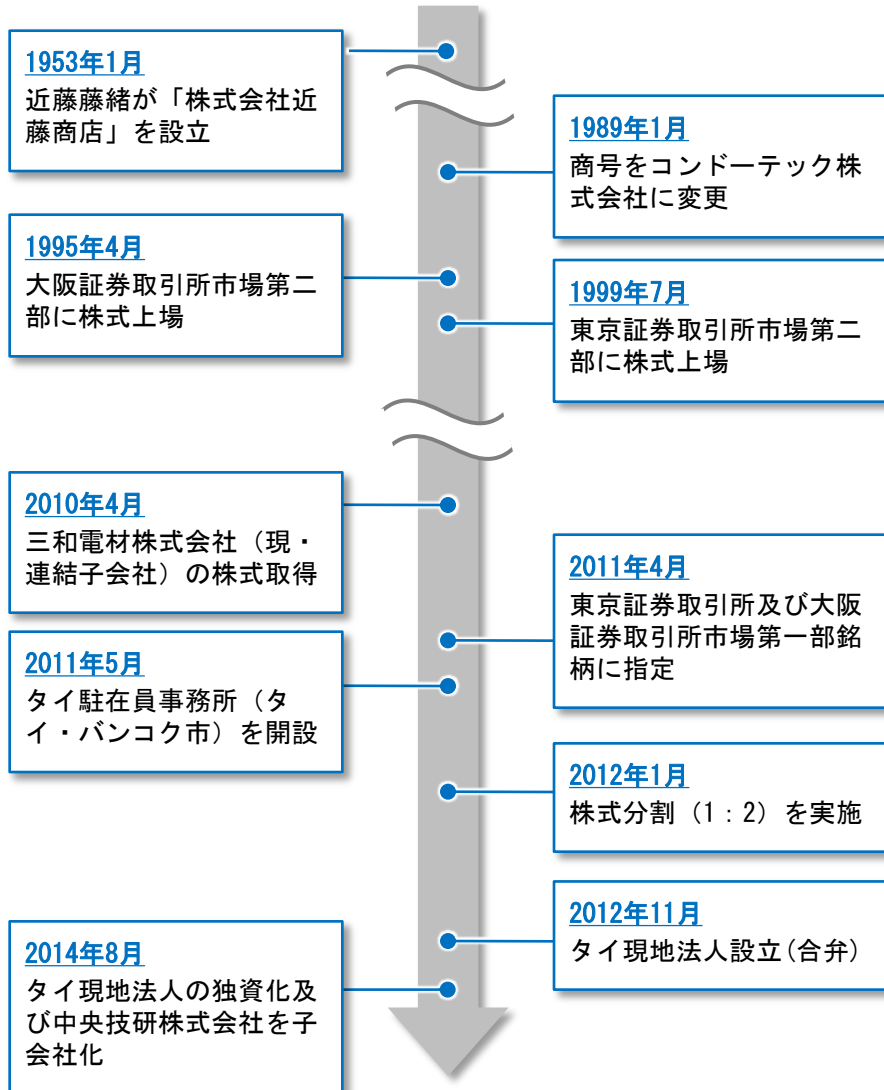 1953年1月
近藤藤緒が「株式会社近
藤商店」を設立
1989年1月
商号をコンドーテック株
式会社に変更
1995年4月
大阪証券取引所市場第二
部に株式上場
1999年7月
東京証券取引所市場第二
部に株式上場
2010年4月
三和電材株式会社（現・
連結子会社）の株式取得
2011年4月
東京証券取引所及び大阪
証券取引所市場第一部銘
柄に指定
2011年5月
タイ駐在員事務所（タ
イ・バンコク市）を開設
2012年1月
株式分割（1：2）を実施
2012年11月
タイ現地法人設立(合弁)
2014年8月
タイ現地法人の独資化及
び中央技研株式会社を子
会社化